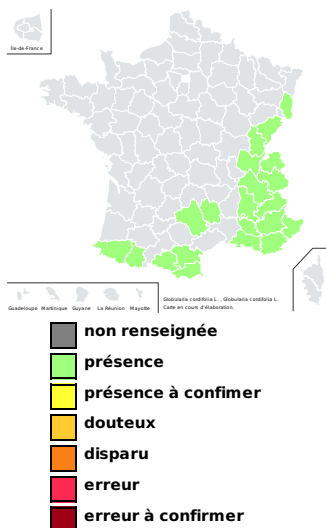 Île-de-France
Guadeloupe Martinique Guyane La Réunion Mayotte
Globularia cordifolia L. , Globularia cordifolia L.
Carte en cours d'élaboration.
non renseignée
présence
présence à confimer
douteux
disparu
erreur
erreur à confirmer